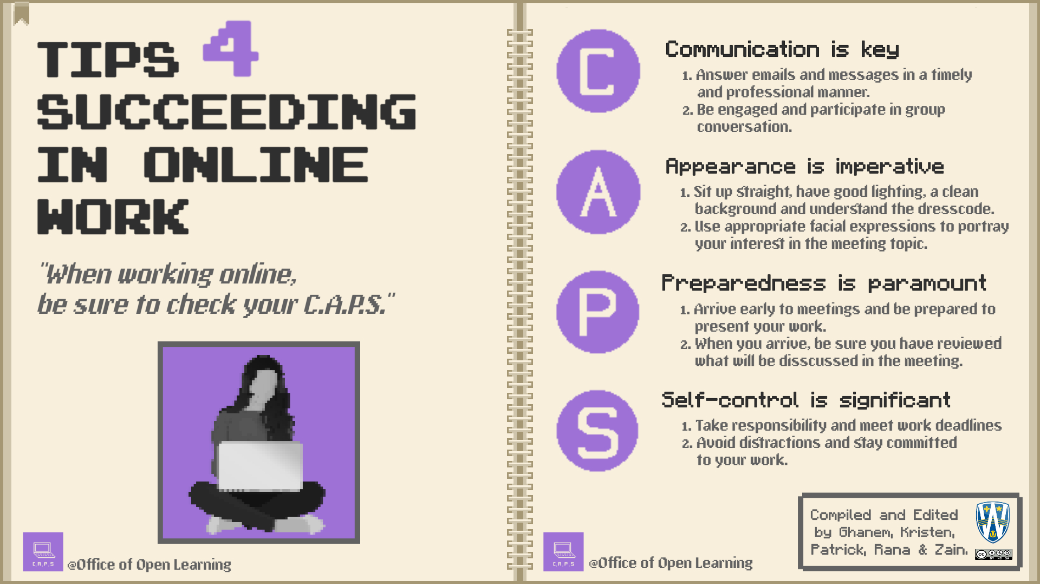 TIPS 4
SUCCEEDING
IN ONLINE
WORK
"When working online,
be sure to check your C.A.P.S."
C.A.P.S
@Office of Open Learning
C
Communication is key
1. Answer emails and messages in a timely
and professional manner.
2. Be engaged and participate in group
conversation.
A
Appearance is imperative
1. Sit up straight, have good lighting, a clean
background and understand the dresscode.
2. Use appropriate facial expressions to portray
your interest in the meeting topic.
P
Preparedness is paramount
1. Arrive early to meetings and be prepared to
present your work.
2. When you arrive, be sure you have reviewed
what will be disscussed in the meeting.
S
Self-control is significant
1. Take responsibility and meet work deadlines
2. Avoid distractions and stay committed
to your work.
C.A.P.S
@Office of Open Learning
Compiled and Edited
by Ghanem, Kristen,
Patrick, Rana & Zain.